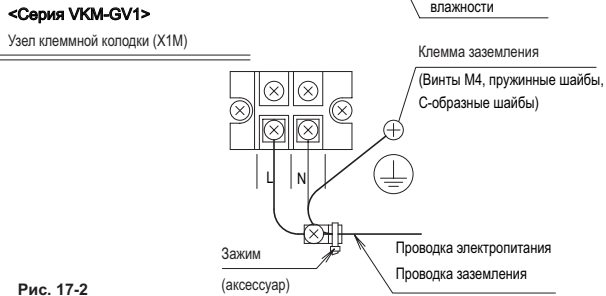 <Серия VKM-GV1>
влажности
Узел клеммной колодки (X1M)
Клемма заземления
(Винты M4, пружинные шайбы,
C-образные шайбы)
L
N
Зажим
(аксессуар)
Проводка электропитания
Проводка заземления
Рис. 17-2